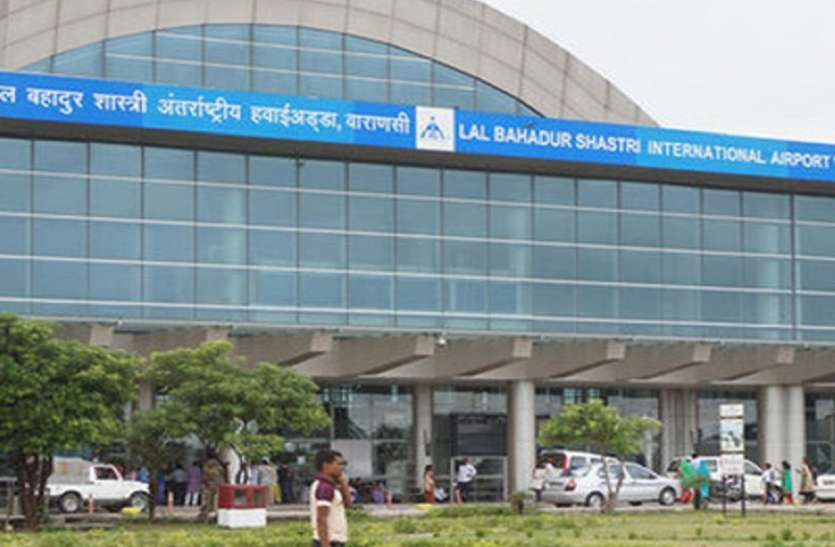 बहादुर शास्त्री अंतर्राष्ट्रीय हवाईअड्डा, वाराणसी LAL BAHADUR SHASTRI INTERNATIONAL AIRPORT